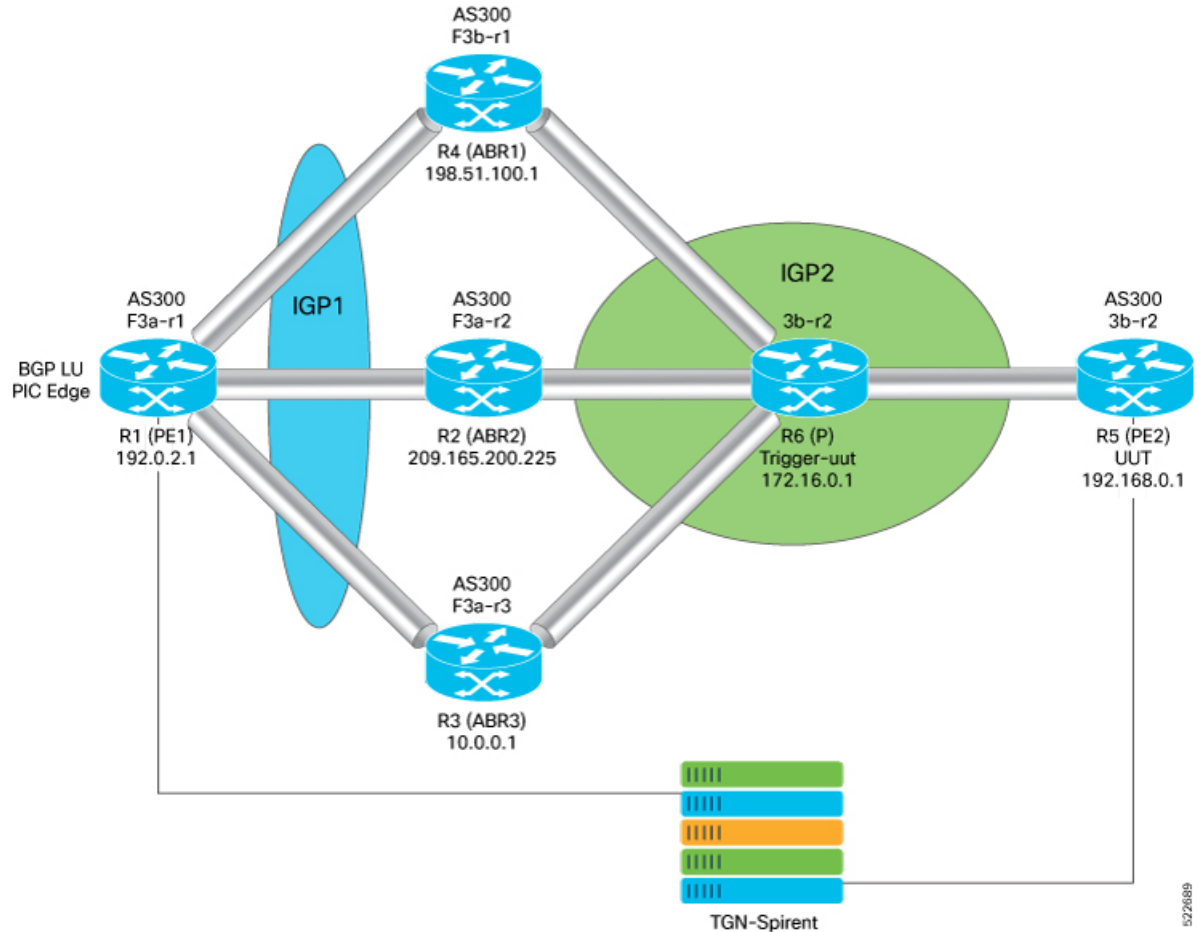 AS300
F3b-r1
R4 (ABR1)
198.51.100.1
IGP1
IGP2
AS300
F3a-r1
AS300
F3a-r2
3b-r2
AS300
3b-r2
BGP LU
PIC Edge
R1 (PE1)
192.0.2.1
R2 (ABR2)
209.165.200.225
R6 (P)
Trigger-uut
172.16.0.1
R5 (PE2)
UUT
192.168.0.1
AS300
F3a-r3
R3 (ABR3)
10.0.0.1
TGN-Spirent
522689